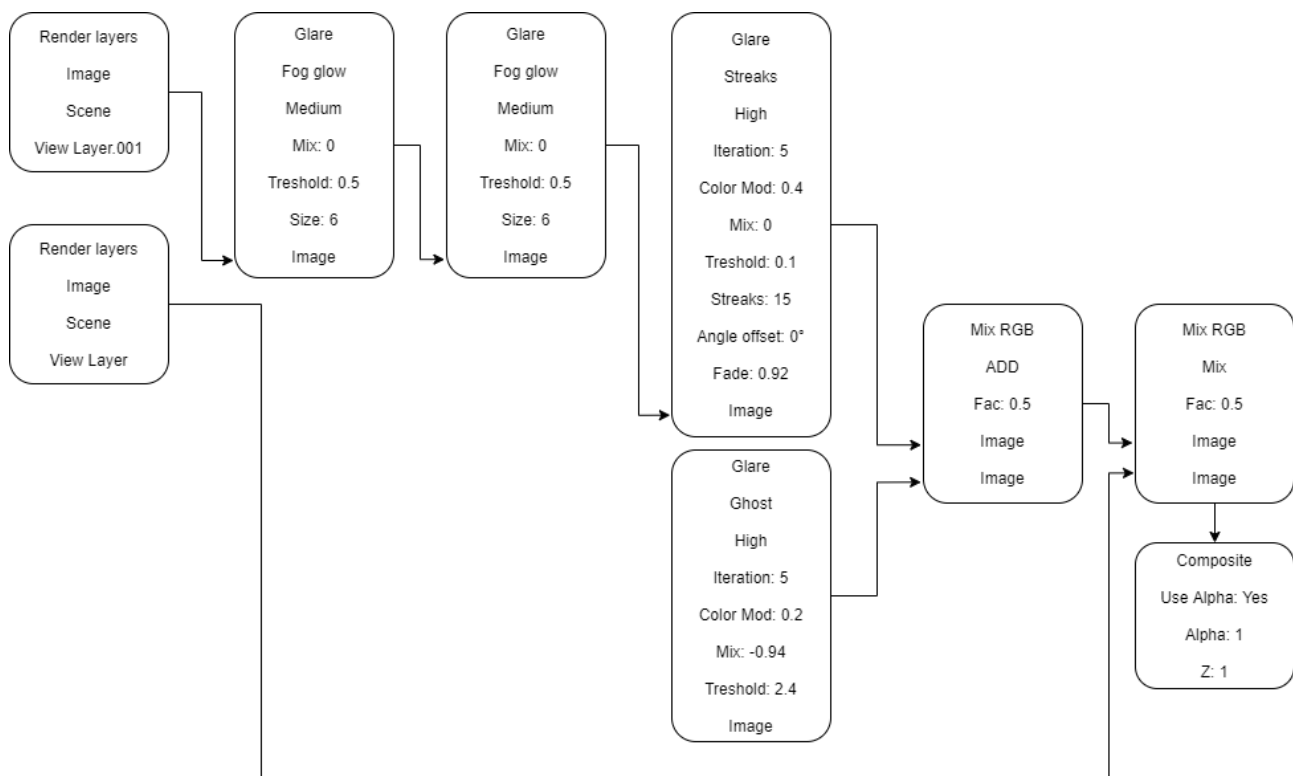 Render layers
Image
Scene
View Layer.001
Render layers
Image
Scene
View Layer
Glare
Fog glow
Medium
Mix: 0
Treshold: 0.5
Size: 6
Image
Glare
Fog glow
Medium
Mix: 0
Treshold: 0.5
Size: 6
Image
Glare
Streaks
High
Iteration: 5
Color Mod: 0.4
Mix: 0
Treshold: 0.1
Streaks: 15
Angle offset: 0°
Fade: 0.92
Image
Glare
Ghost
High
Iteration: 5
Color Mod: 0.2
Mix: -0.94
Treshold: 2.4
Image
Mix RGB
ADD
Fac: 0.5
Image
Image
Mix RGB
Mix
Fac: 0.5
Image
Image
Composite
Use Alpha: Yes
Alpha: 1
Z: 1